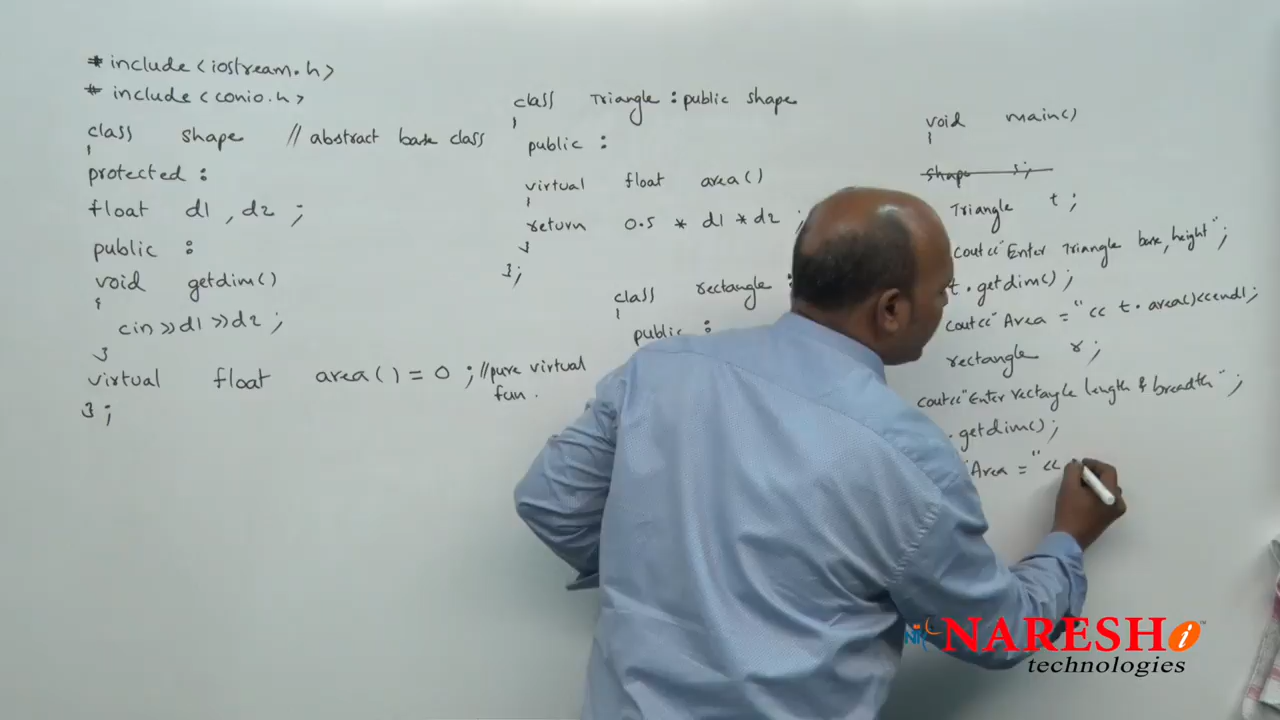 # include <iostream.h>
# include <conio.h>
class shape // abstract base class
{
protected :
float d1 , d2 ;
public :
void getdim()
{
cin >> d1 >> d2 ;
}
virtual float area() = 0 ; // pure virtual
fun .
} ;
class Triangle : public shape
{
public :
virtual float area()
{
return 0.5 * d1 * d2 ;
}
} ;
class rectangle :
public :
void main()
{
shape s ;
Triangle t ;
cout<<"Enter Triangle base, height" ;
t . getdim() ;
cout<<"Area = " << t . area()<<endl ;
rectangle r ;
cout<<"Enter rectangle length & breadth" ;
. getdim() ;
"Area = " <<
NARESH i ™
technologies